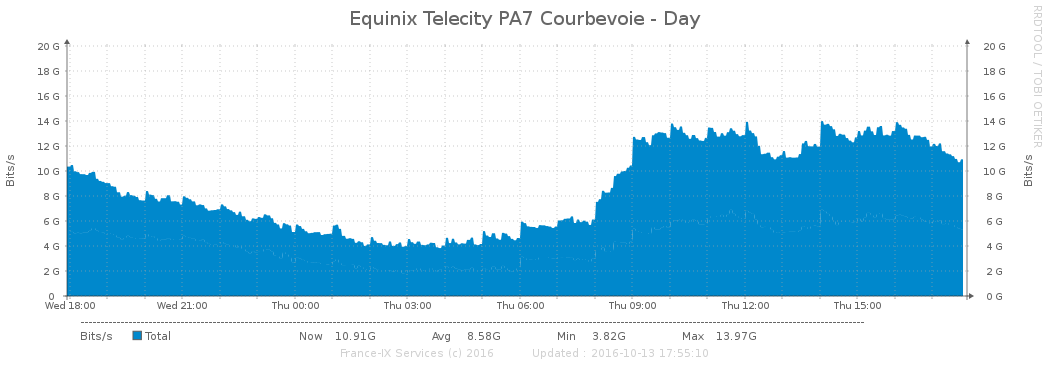 Equinix Telecity PA7 Courbevoie - Day
RRDTOOL / TOBI OETIKER
Bits/s
20 G 20 G
18 G 18 G
16 G 16 G
14 G 14 G
12 G 12 G
10 G 10 G
8 G 8 G
6 G 6 G
4 G 4 G
2 G 2 G
0 0 G
Bits/s
Wed 18:00 Wed 21:00 Thu 00:00 Thu 03:00 Thu 06:00 Thu 09:00 Thu 12:00 Thu 15:00
Bits/s Total Now 10.91G Avg 8.58G Min 3.82G Max 13.97G
France-IX Services (c) 2016 Updated : 2016-10-13 17:55:10